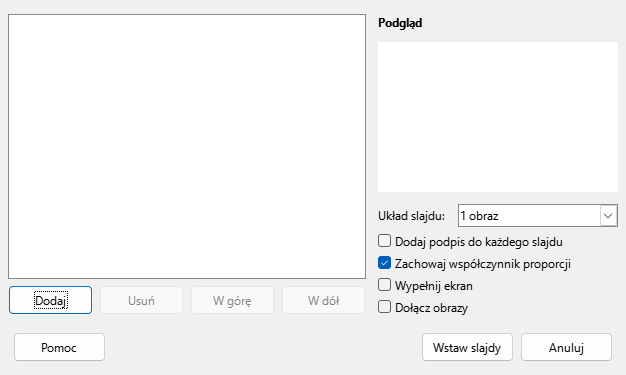 Podgląd
Układ slajdu: 1 obraz
Dodaj podpis do każdego slajdu
Zachowaj współczynnik proporcji
Wypełnij ekran
Dołącz obrazy
Dodaj Usuń W górę W dół
Pomoc Wstaw slajdy Anuluj